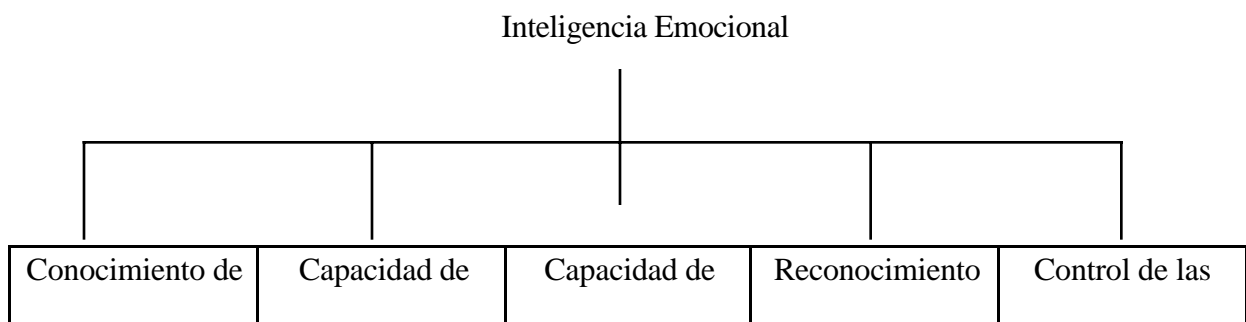 Inteligencia Emocional
Conocimiento de
Capacidad de
Capacidad de
Reconocimiento
Control de las